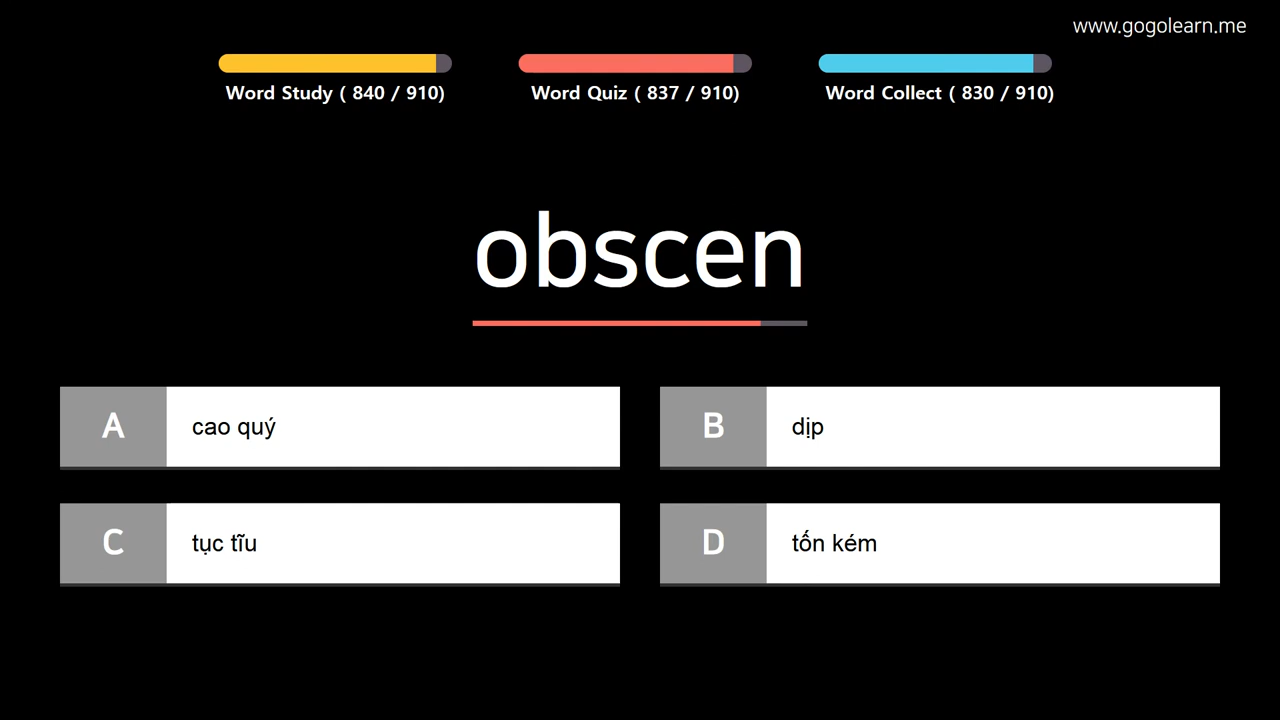 www.gogolearn.me
Word Study ( 840 / 910)
Word Quiz ( 837 / 910)
Word Collect ( 830 / 910)
obscen
A
cao quý
B
dịp
C
tục tĩu
D
tốn kém